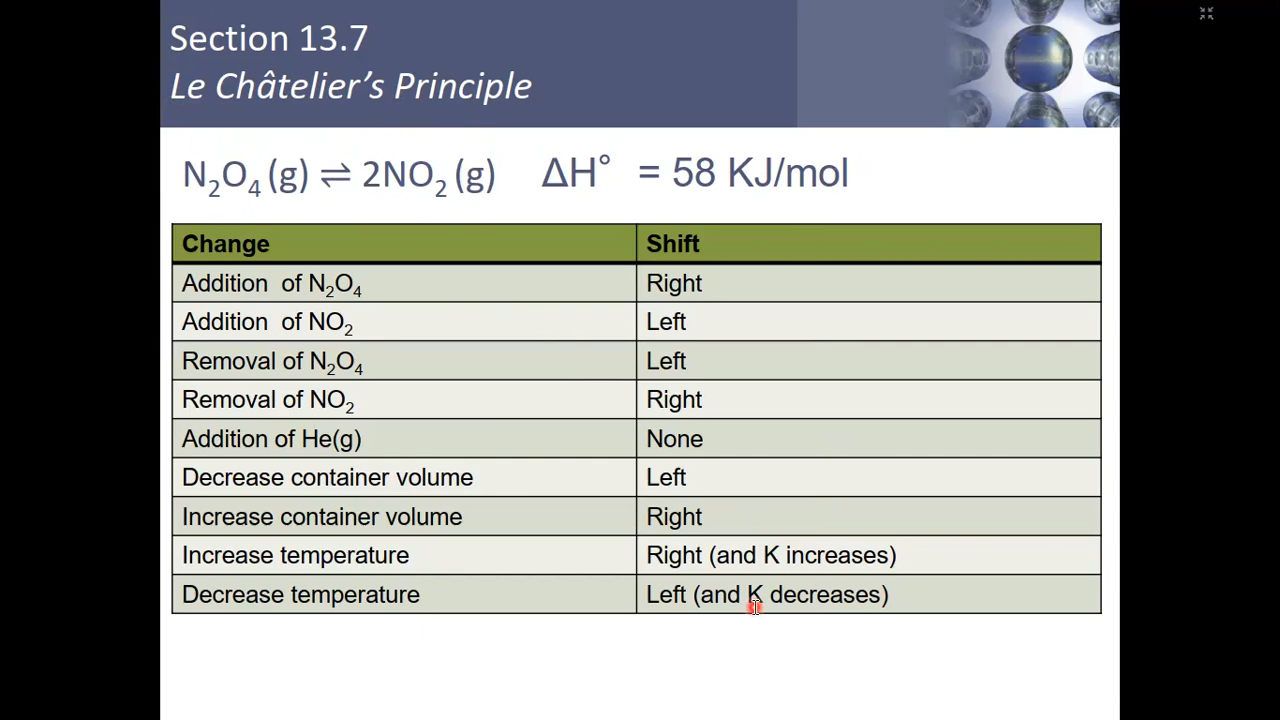 Section 13.7
Le Châtelier’s Principle
N₂O₄ (g) ⇌ 2NO₂ (g) ΔH° = 58 KJ/mol
Change Shift
Addition of N₂O₄ Right
Addition of NO₂ Left
Removal of N₂O₄ Left
Removal of NO₂ Right
Addition of He(g) None
Decrease container volume Left
Increase container volume Right
Increase temperature Right (and K increases)
Decrease temperature Left (and K decreases)